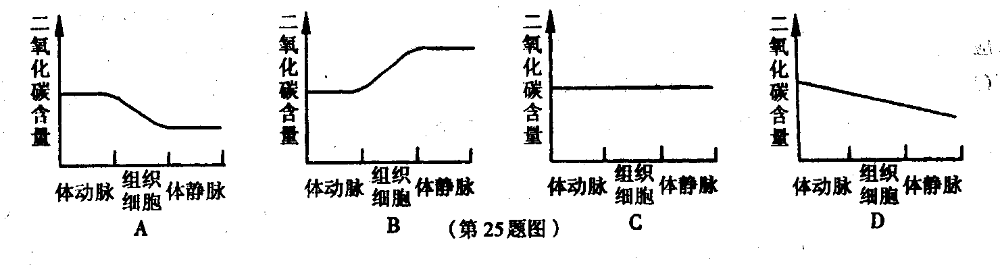 二氧化碳含量
体动脉
组织细胞
体静脉
A
二氧化碳含量
体动脉
组织细胞
体静脉
B
(第25题图)
二氧化碳含量
体动脉
组织细胞
体静脉
C
二氧化碳含量
体动脉
组织细胞
体静脉
D